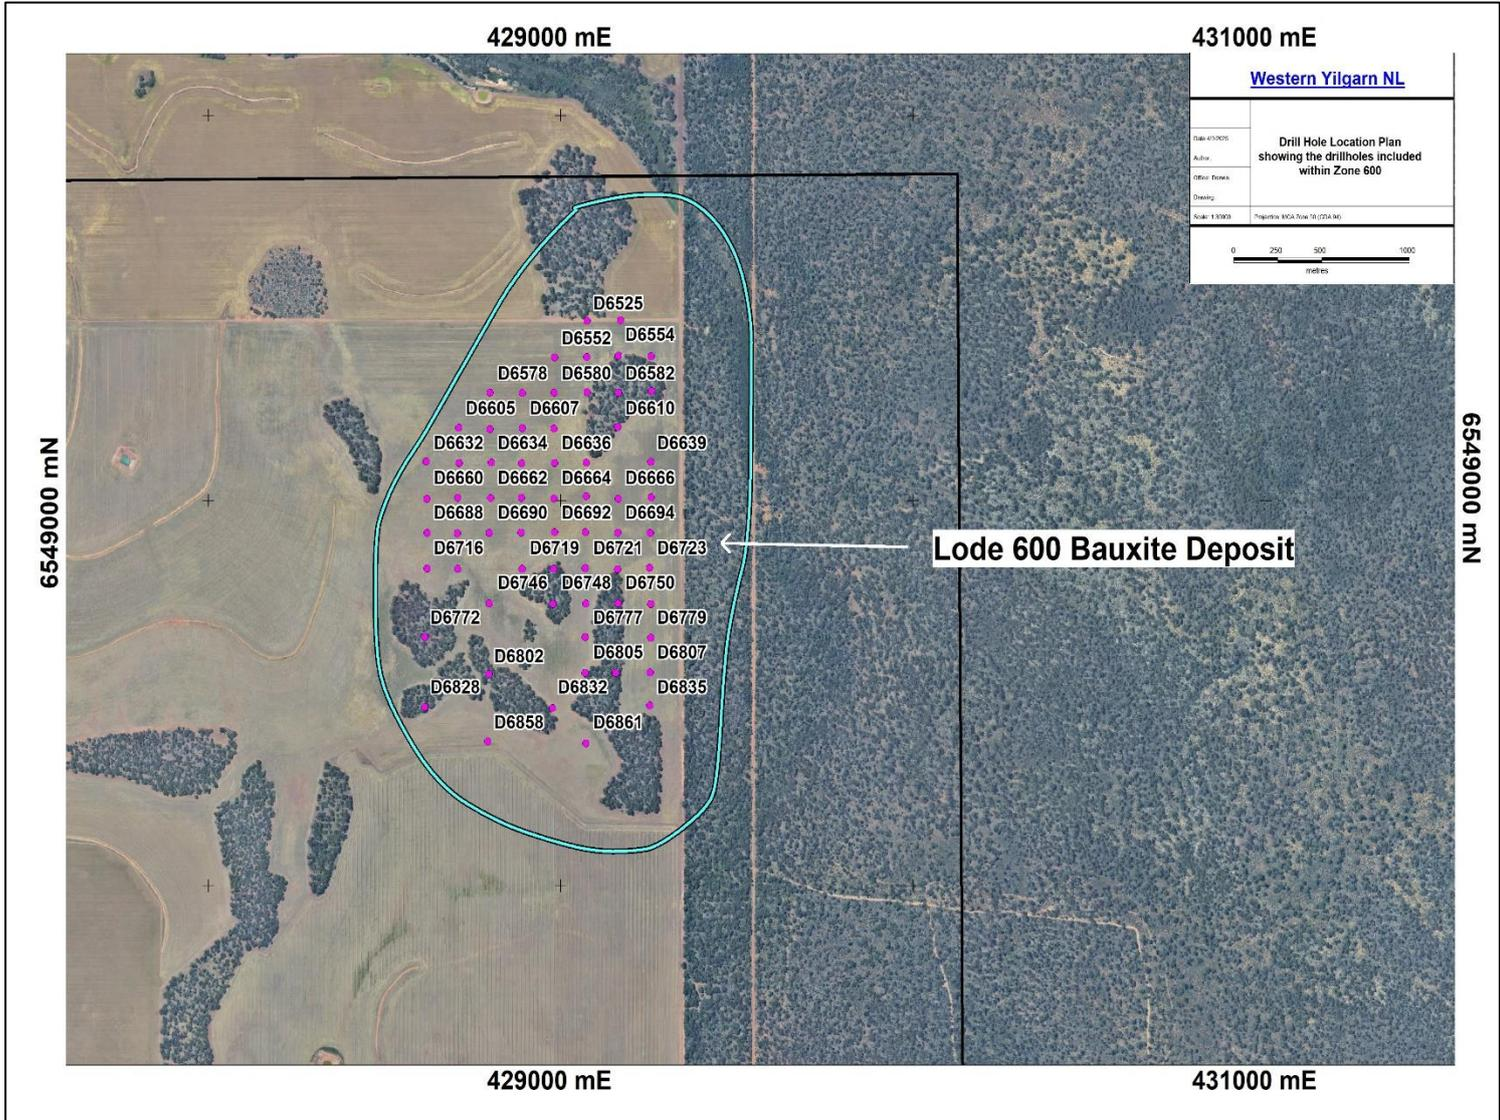 429000 mE
431000 mE
Western Yilgarn NL
Drill Hole Location Plan
showing the drillholes included
within Zone 600
Author:
Drawing:
0 250 500 1000
metres
D6525
D6552 D6554
D6578 D6580 D6582
D6605 D6607 D6610
D6632 D6634 D6636 D6639
D6660 D6662 D6664 D6666
D6688 D6690 D6692 D6694
D6716 D6719 D6721 D6723
D6746 D6748 D6750
D6772 D6777 D6779
D6802 D6805 D6807
D6828 D6832 D6835
D6858 D6861
Lode 600 Bauxite Deposit
6549000 mN
6549000 mN
429000 mE
431000 mE